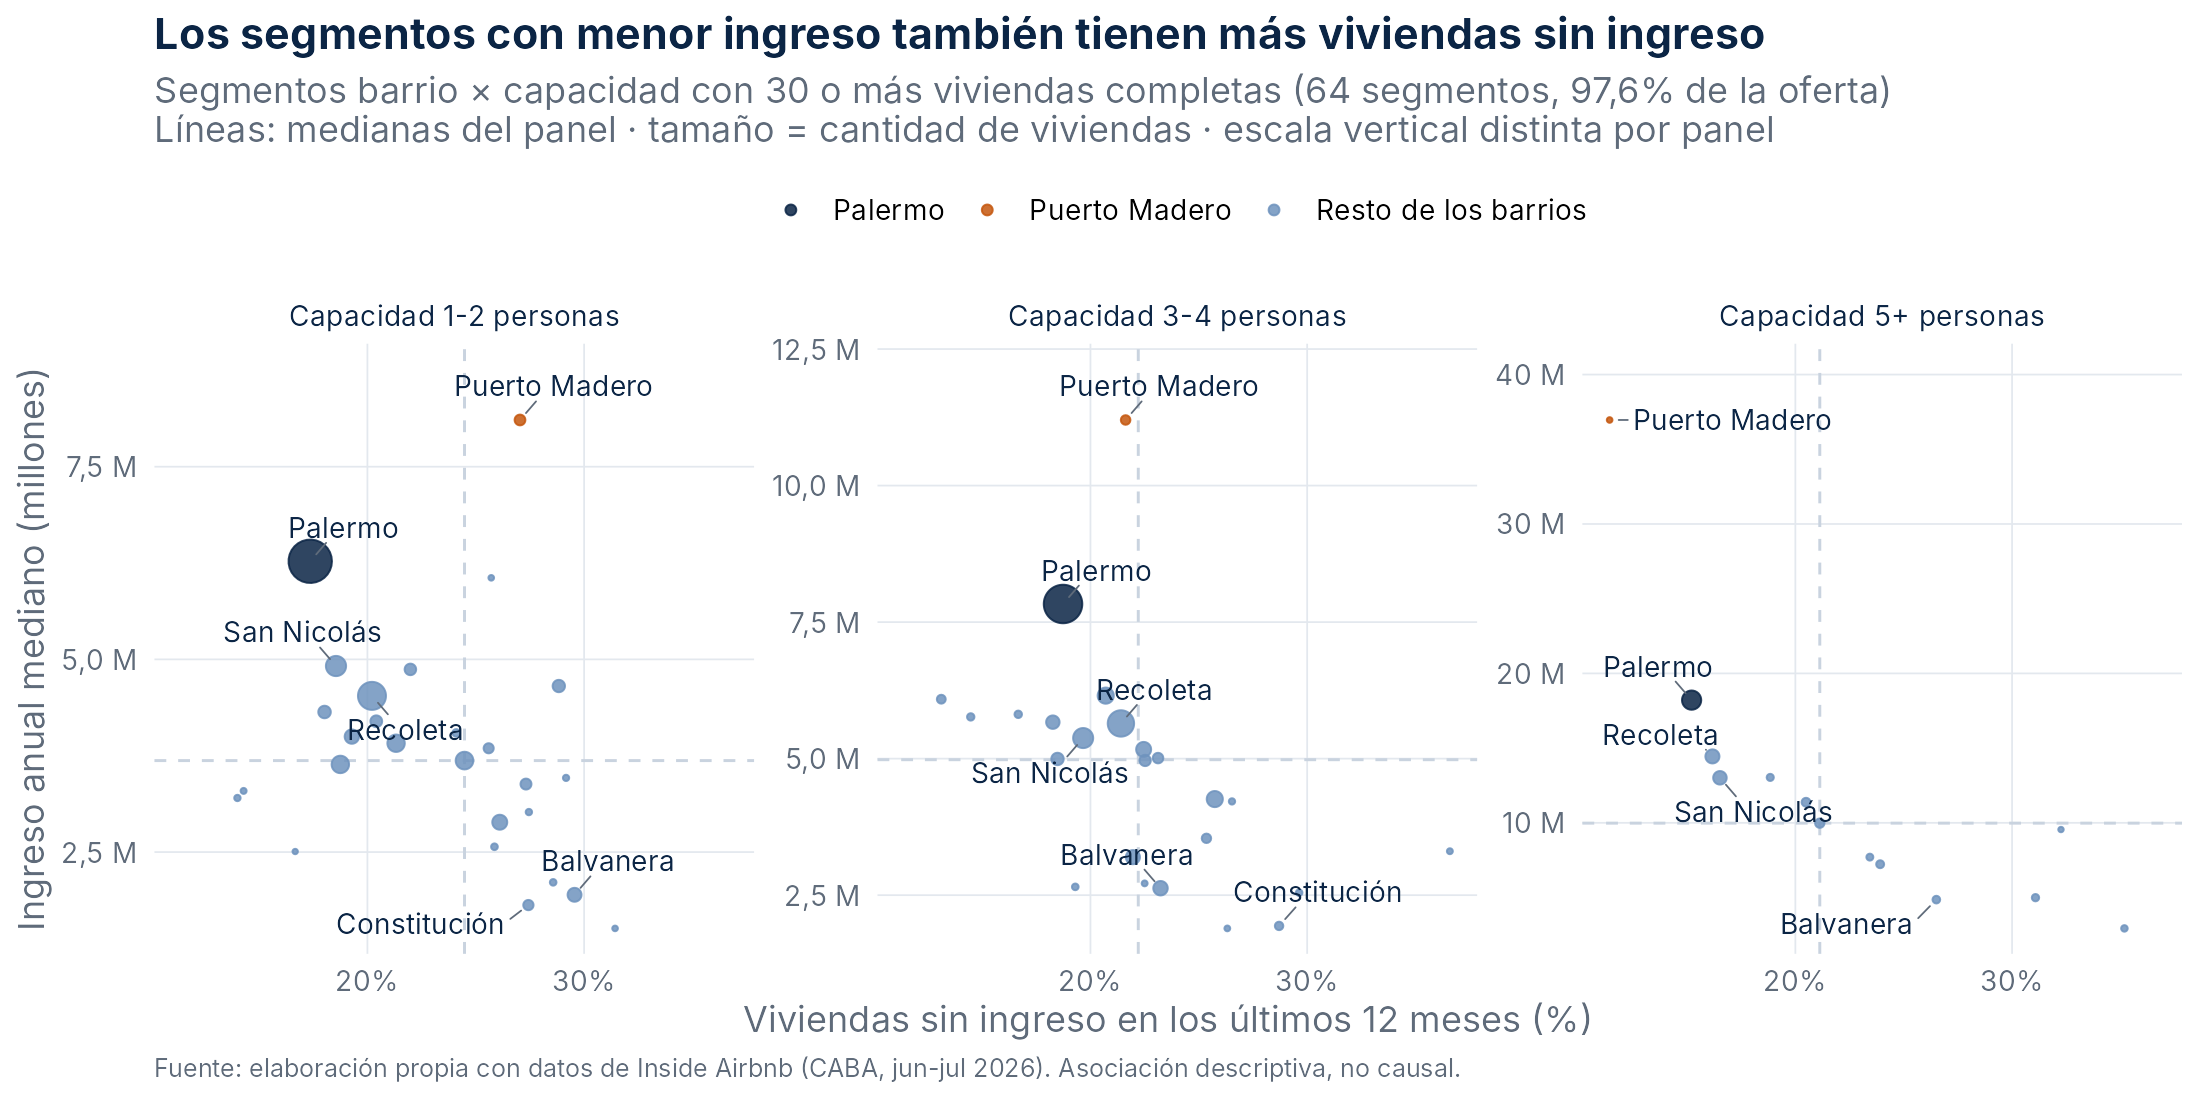 Los segmentos con menor ingreso también tienen más viviendas sin ingreso
Segmentos barrio × capacidad con 30 o más viviendas completas (64 segmentos, 97,6% de la oferta)
Líneas: medianas del panel · tamaño = cantidad de viviendas · escala vertical distinta por panel
Palermo
Puerto Madero
Resto de los barrios
Ingreso anual mediano (millones)
Capacidad 1-2 personas
7,5 M
5,0 M
2,5 M
Puerto Madero
Palermo
San Nicolás
Recoleta
Balvanera
Constitución
20%
30%
Capacidad 3-4 personas
12,5 M
10,0 M
7,5 M
5,0 M
2,5 M
Puerto Madero
Palermo
Recoleta
San Nicolás
Balvanera
Constitución
20%
30%
Capacidad 5+ personas
40 M
30 M
20 M
10 M
Puerto Madero
Palermo
Recoleta
San Nicolás
Balvanera
20%
30%
Viviendas sin ingreso en los últimos 12 meses (%)
Fuente: elaboración propia con datos de Inside Airbnb (CABA, jun-jul 2026). Asociación descriptiva, no causal.